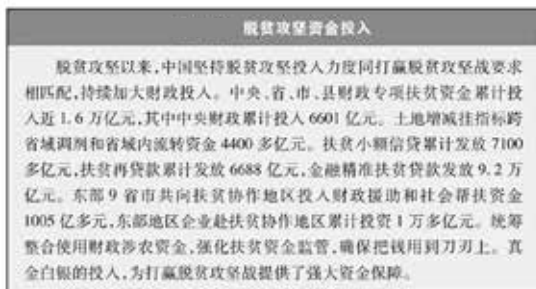 脱贫攻坚资金投入
脱贫攻坚以来,中国坚持脱贫攻坚投入力度同打赢脱贫攻坚战要求
相匹配,持续加大财政投入。中央、省、市、县财政专项扶贫资金累计投
入近1.6万亿元,其中中央财政累计投入6601亿元。土地增减挂指标跨
省域调剂和省域内流转资金4400多亿元。扶贫小额信贷累计发放7100
多亿元,扶贫再贷款累计发放6688亿元,金融精准扶贫贷款发放9.2万
亿元。东部9省市共向扶贫协作地区投入财政援助和社会帮扶资金
1005亿多元,东部地区企业赴扶贫协作地区累计投资1万多亿元。统筹
整合使用财政涉农资金,强化扶贫资金监管,确保把钱用到刀刃上。真
金白银的投入,为打赢脱贫攻坚战提供了强大资金保障。